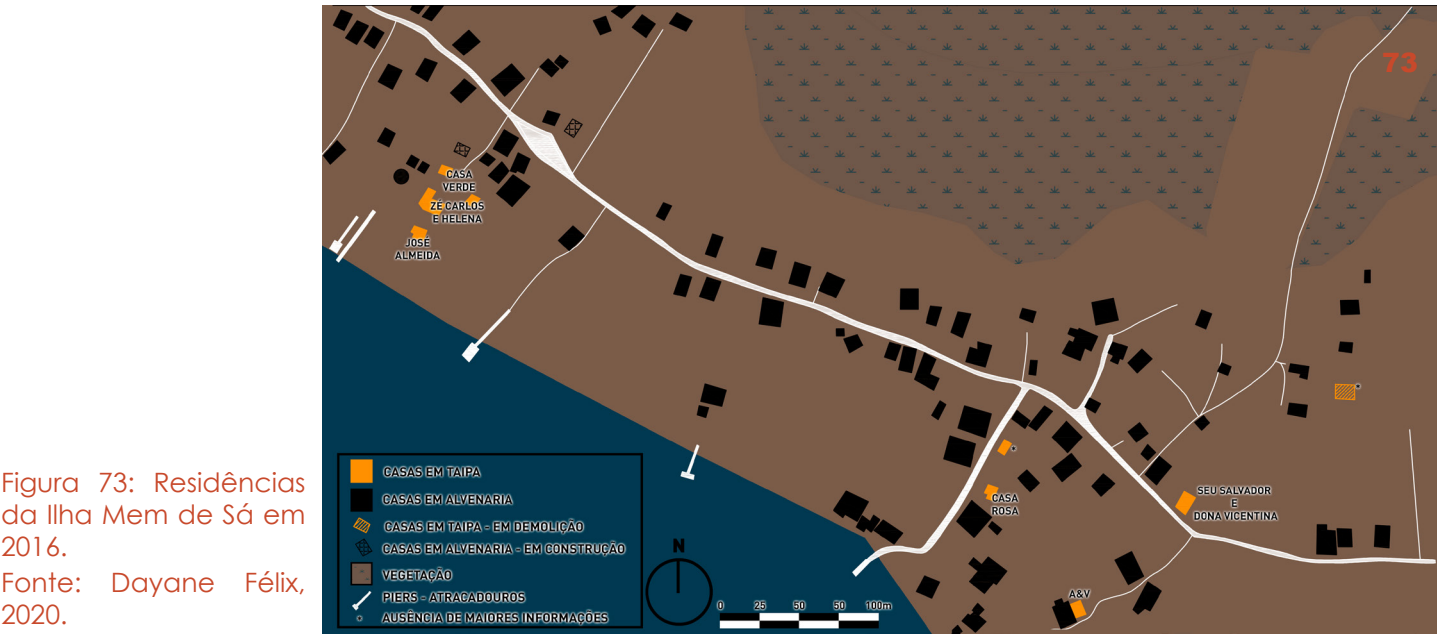 73
CASA
VERDE
ZÉ CARLOS
E HELENA
JOSÉ
ALMEIDA
CASA
ROSA
SEU SALVADOR
E
DONA VICENTINA
A&V
CASAS EM TAIPA
CASAS EM ALVENARIA
CASAS EM TAIPA - EM DEMOLIÇÃO
CASAS EM ALVENARIA - EM CONSTRUÇÃO
VEGETAÇÃO
PIERS - ATRACADOUROS
AUSÊNCIA DE MAIORES INFORMAÇÕES
N
0 25 50 50 100m
Figura 73: Residências
da Ilha Mem de Sá em
2016.
Fonte: Dayane Félix,
2020.